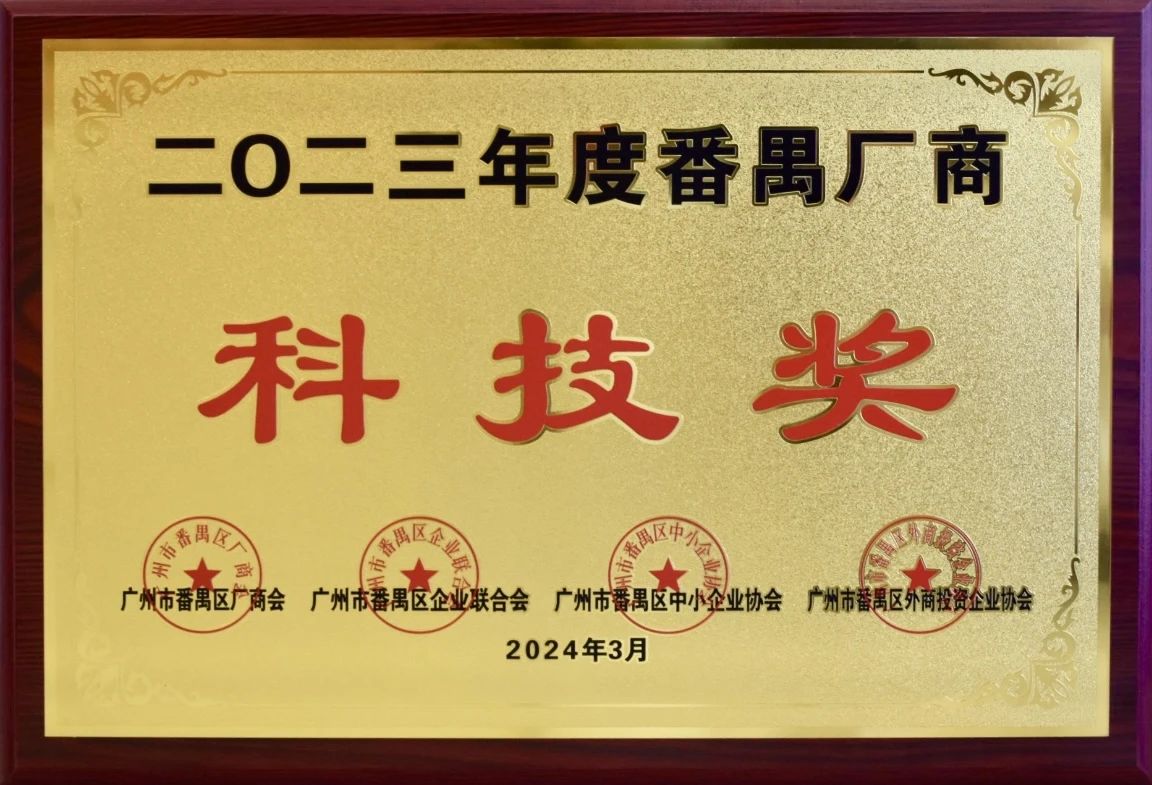 二O二三年度番禺厂商
科技奖
广州市番禺区厂商会 广州市番禺区企业联合会 广州市番禺区中小企业协会 广州市番禺区外商投资企业协会
2024年3月